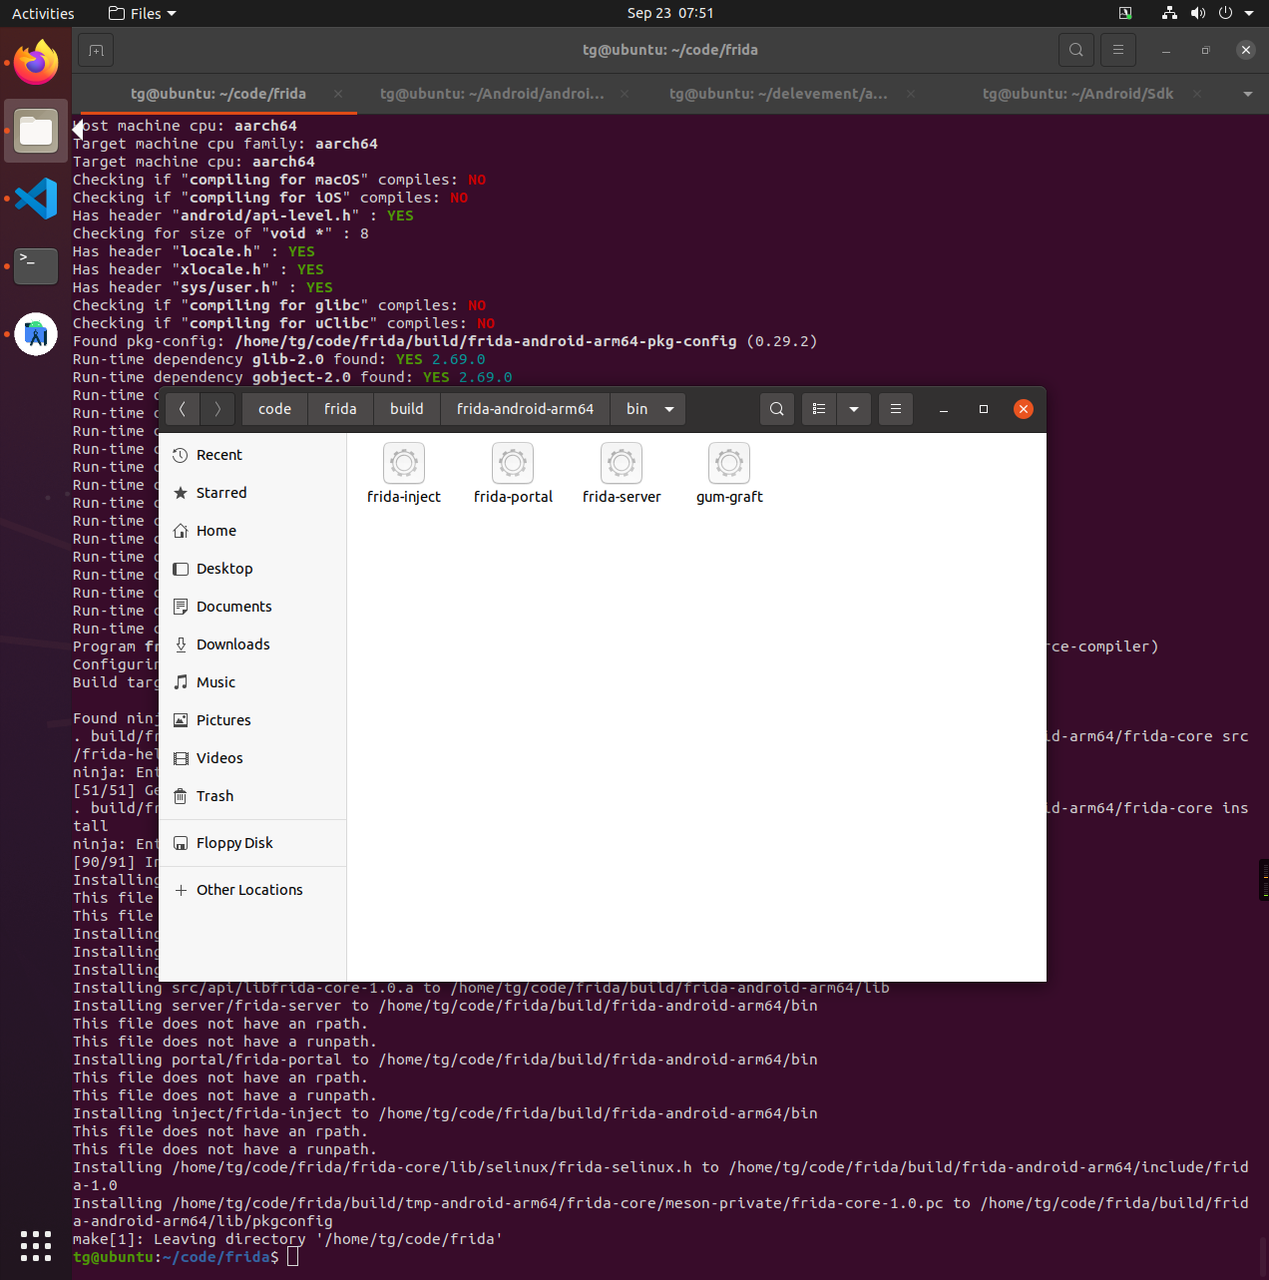 Activities
Files
Sep 23 07:51
tg@ubuntu: ~/code/frida
tg@ubuntu: ~/code/frida
tg@ubuntu: ~/Android/androi...
tg@ubuntu: ~/delevement/a...
tg@ubuntu: ~/Android/Sdk
Host machine cpu: aarch64
Target machine cpu family: aarch64
Target machine cpu: aarch64
Checking if "compiling for macOS" compiles: NO
Checking if "compiling for iOS" compiles: NO
Has header "android/api-level.h" : YES
Checking for size of "void *" : 8
Has header "locale.h" : YES
Has header "xlocale.h" : YES
Has header "sys/user.h" : YES
Checking if "compiling for glibc" compiles: NO
Checking if "compiling for uClibc" compiles: NO
Found pkg-config: /home/tg/code/frida/build/frida-android-arm64-pkg-config (0.29.2)
Run-time dependency glib-2.0 found: YES 2.69.0
Run-time dependency gobject-2.0 found: YES 2.69.0
Run-time
Run-time
Run-time
Run-time
Run-time
Run-time
Run-time
Run-time
Run-time
Run-time
Run-time
Run-time
Run-time
Run-time
Program fr rce-compiler)
Configurin
Build targ
Found ninj
. build/fr id-arm64/frida-core src
/frida-hel
ninja: Ent
[51/51] Ge
. build/fr id-arm64/frida-core ins
tall
ninja: Ent
[90/91] In
Installing
This file
This file
Installing
Installing
Installing
Installing src/api/libfrida-core-1.0.a to /home/tg/code/frida/build/frida-android-arm64/lib
Installing server/frida-server to /home/tg/code/frida/build/frida-android-arm64/bin
This file does not have an rpath.
This file does not have a runpath.
Installing portal/frida-portal to /home/tg/code/frida/build/frida-android-arm64/bin
This file does not have an rpath.
This file does not have a runpath.
Installing inject/frida-inject to /home/tg/code/frida/build/frida-android-arm64/bin
This file does not have an rpath.
This file does not have a runpath.
Installing /home/tg/code/frida/frida-core/lib/selinux/frida-selinux.h to /home/tg/code/frida/build/frida-android-arm64/include/frid
a-1.0
Installing /home/tg/code/frida/build/tmp-android-arm64/frida-core/meson-private/frida-core-1.0.pc to /home/tg/code/frida/build/frid
a-android-arm64/lib/pkgconfig
make[1]: Leaving directory '/home/tg/code/frida'
tg@ubuntu:~/code/frida$
code
frida
build
frida-android-arm64
bin
Recent
Starred
Home
Desktop
Documents
Downloads
Music
Pictures
Videos
Trash
Floppy Disk
Other Locations
frida-inject
frida-portal
frida-server
gum-graft